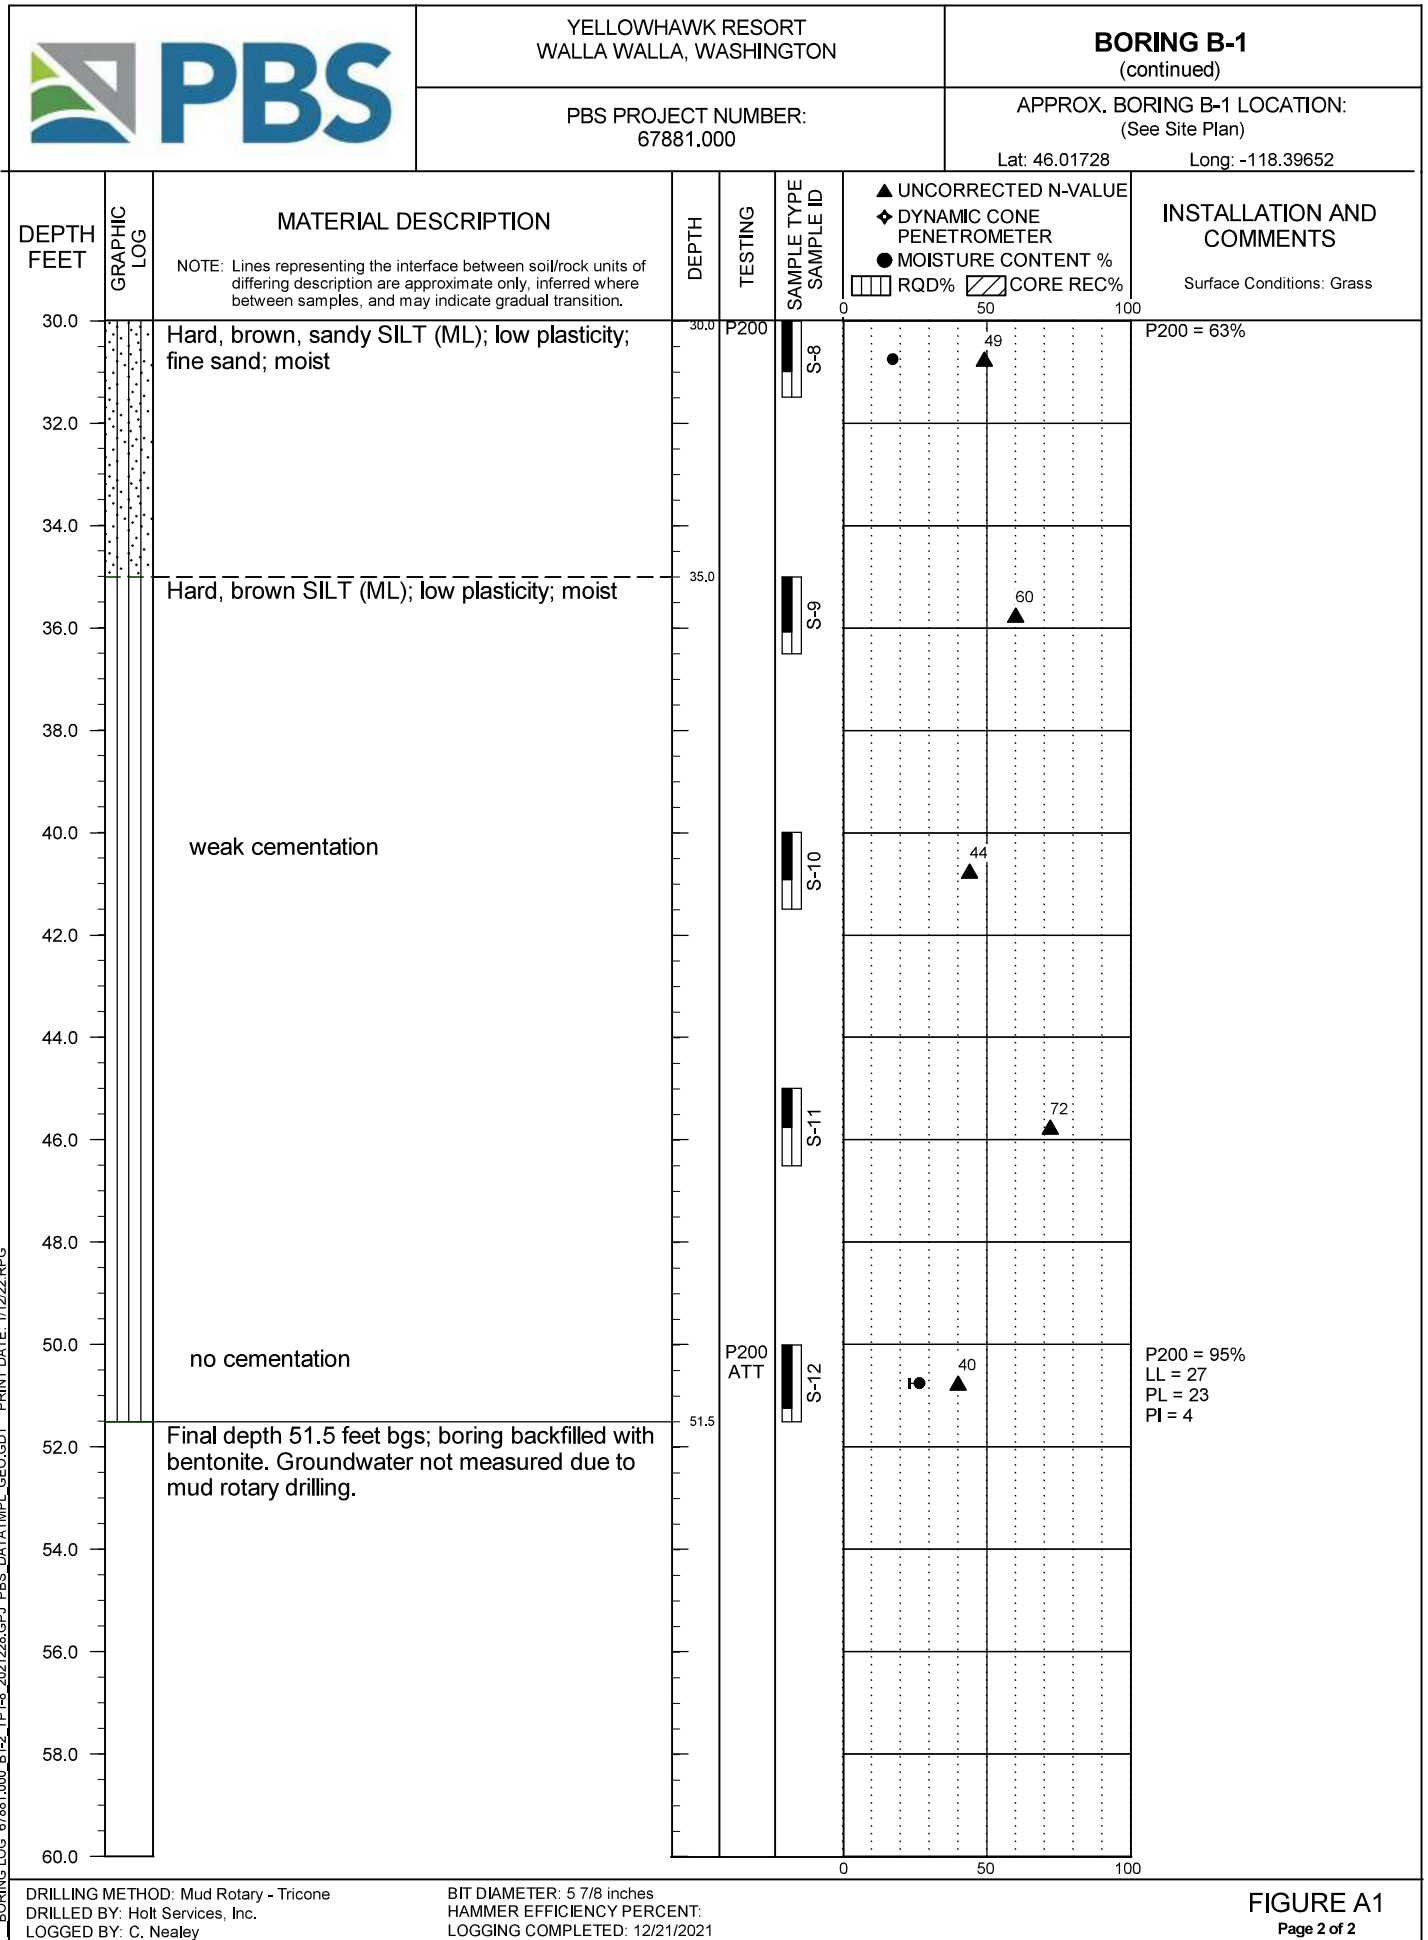 PBS
YELLOWHAWK RESORT
WALLA WALLA, WASHINGTON
PBS PROJECT NUMBER:
67881.000
BORING B-1
(continued)
APPROX. BORING B-1 LOCATION:
(See Site Plan)
Lat: 46.01728 Long: -118.39652
DEPTH
FEET
GRAPHIC
LOG
MATERIAL DESCRIPTION
NOTE: Lines representing the interface between soil/rock units of
differing description are approximate only, inferred where
between samples, and may indicate gradual transition.
DEPTH
TESTING
SAMPLE TYPE
SAMPLE ID
UNCORRECTED N-VALUE
DYNAMIC CONE
PENETROMETER
MOISTURE CONTENT %
RQD% CORE REC%
0 50 100
INSTALLATION AND
COMMENTS
Surface Conditions: Grass
30.0
Hard, brown, sandy SILT (ML); low plasticity;
fine sand; moist
30.0
P200
S-8
49
P200 = 63%
32.0
34.0
35.0
Hard, brown SILT (ML); low plasticity; moist
S-9
60
36.0
38.0
40.0
weak cementation
S-10
44
42.0
44.0
S-11
72
46.0
48.0
50.0
no cementation
P200
ATT
S-12
40
P200 = 95%
LL = 27
PL = 23
PI = 4
51.5
Final depth 51.5 feet bgs; boring backfilled with
bentonite. Groundwater not measured due to
mud rotary drilling.
52.0
54.0
56.0
58.0
60.0
0 50 100
DRILLING METHOD: Mud Rotary - Tricone
DRILLED BY: Holt Services, Inc.
LOGGED BY: C. Nealey
BIT DIAMETER: 5 7/8 inches
HAMMER EFFICIENCY PERCENT:
LOGGING COMPLETED: 12/21/2021
FIGURE A1
Page 2 of 2